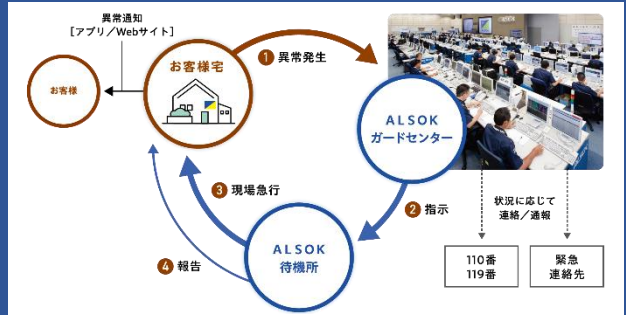 異常通知
[アプリ／Webサイト]
お客様
お客様宅
1 異常発生
ALSOK
ガードセンター
2 指示
3 現場急行
ALSOK
待機所
4 報告
状況に応じて
連絡／通報
110番
119番
緊急
連絡先